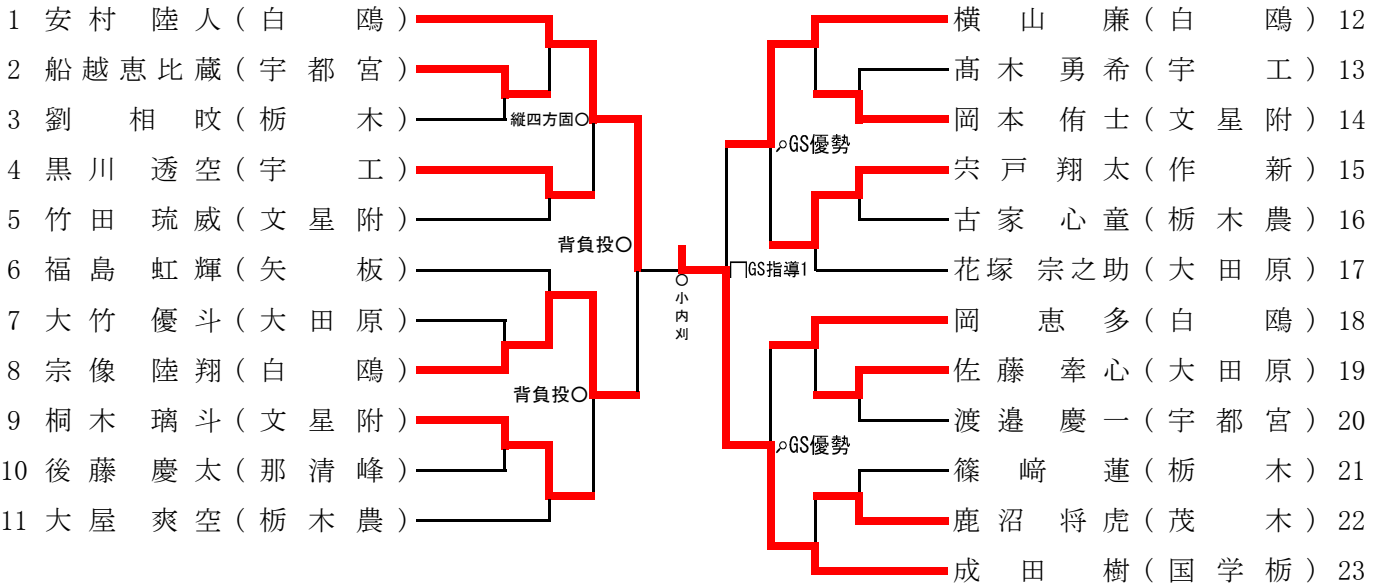 1 安村 陸人(白 鴎)
2 船越恵比蔵(宇都宮)
3 劉 相旼(栃 木)
4 黒川 透空(宇 工)
5 竹田 琉威(文星附)
6 福島 虹輝(矢 板)
7 大竹 優斗(大田原)
8 宗像 陸翔(白 鴎)
9 桐木 璃斗(文星附)
10 後藤 慶太(那清峰)
11 大屋 爽空(栃木農)
縦四方固○
背負投○
背負投○
○小内刈
GS優勢
GS指導1
GS優勢
横山 廉(白 鴎) 12
髙木 勇希(宇 工) 13
岡本 侑士(文星附) 14
宍戸 翔太(作 新) 15
古家 心童(栃木農) 16
花塚 宗之助(大田原) 17
岡 恵多(白 鴎) 18
佐藤 牽心(大田原) 19
渡邉 慶一(宇都宮) 20
篠﨑 蓮(栃 木) 21
鹿沼 将虎(茂 木) 22
成田 樹(国学栃) 23